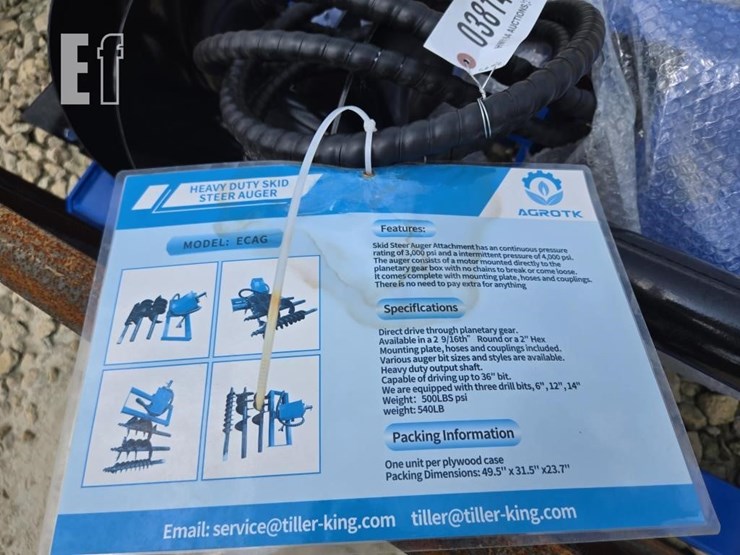 Ef
0381
HEAVY DUTY SKID
STEER AUGER
AGROTK
MODEL: ECAG
Features:
Skid Steer Auger Attachment has an continuous pressure
rating of 3,000 psi and a intermittent pressure of 4,000 psi.
The auger consists of a motor mounted directly to the
planetary gear box with no chains to break or come loose.
It comes complete with mounting plate, hoses and couplings.
There is no need to pay extra for anything
Specifications
Direct drive through planetary gear.
Available in a 2 9/16th" Round or a 2" Hex
Mounting plate, hoses and couplings included.
Various auger bit sizes and styles are available.
Heavy duty output shaft.
Capable of driving up to 36" bit.
We are equipped with three drill bits, 6", 12", 14"
Weight: 500LBS psi
weight: 540LB
Packing Information
One unit per plywood case
Packing Dimensions: 49.5" x 31.5" x23.7"
Email: service@tiller-king.com tiller@tiller-king.com